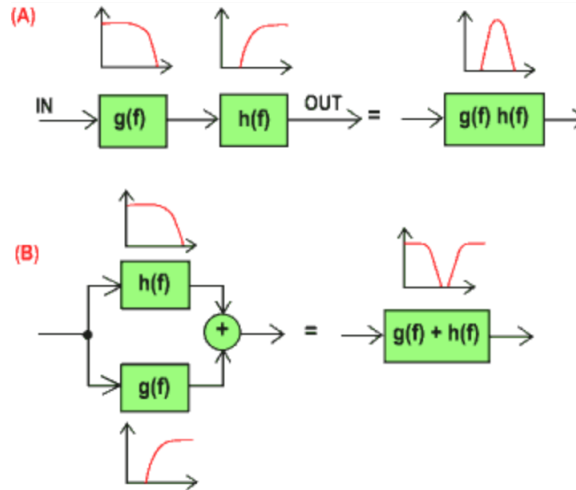 (A)
IN g(f) h(f) OUT = g(f) h(f)
(B)
h(f)
+ = g(f) + h(f)
g(f)